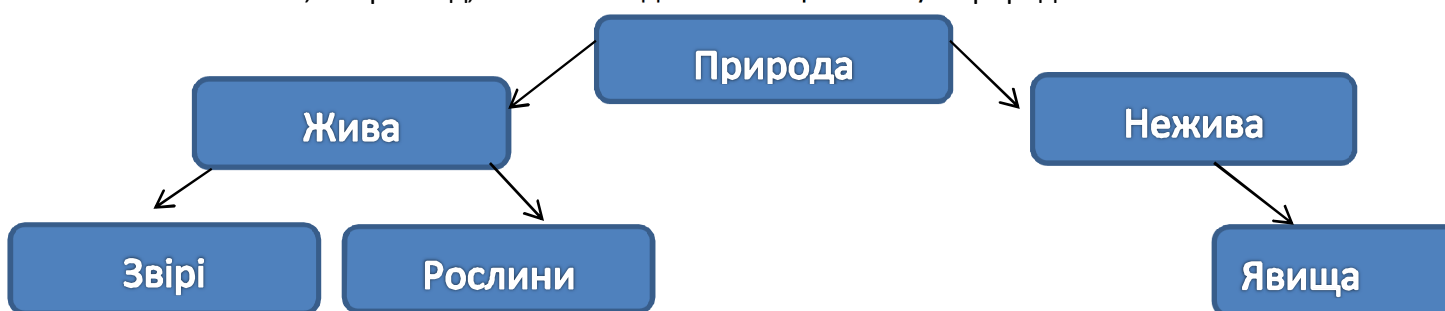 Природа
Жива
Нежива
Звірі
Рослини
Явища